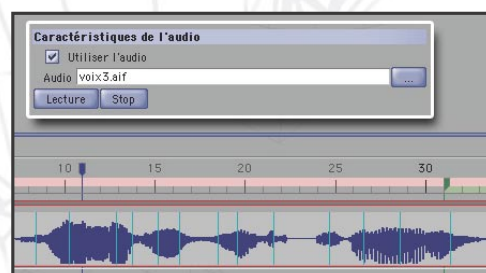 Caractéristiques de l'audio
Utiliser l'audio
Audio voix3.aif ...
Lecture Stop
10 15 20 25 30